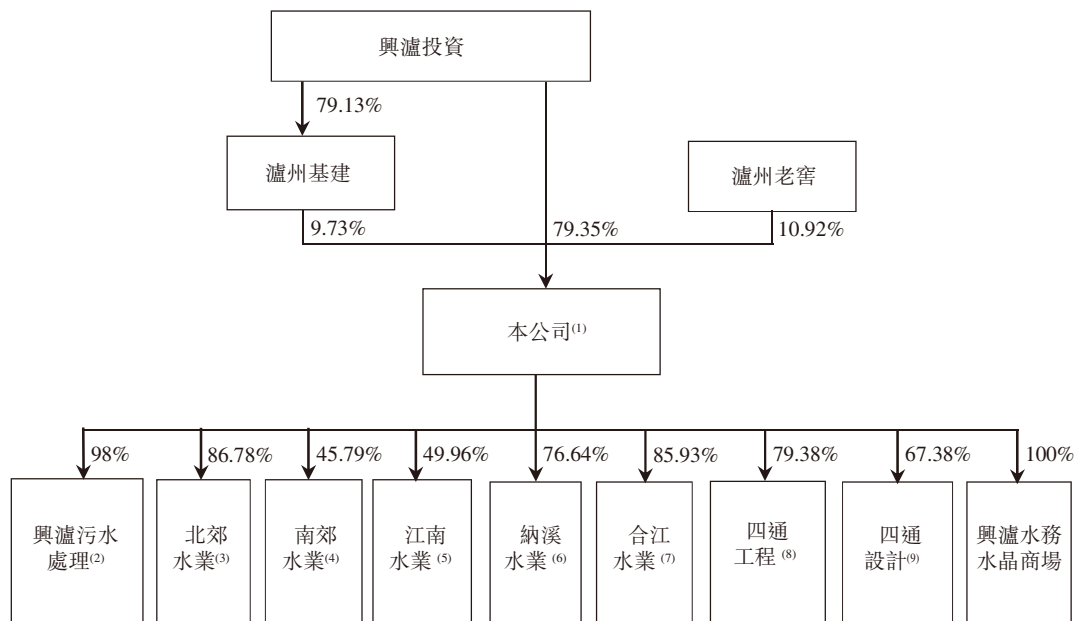 興瀘投資
79.13%
瀘州基建
瀘州老窖
9.73%
79.35%
10.92%
本公司(1)
98%
86.78%
45.79%
49.96%
76.64%
85.93%
79.38%
67.38%
100%
興瀘污水
處理(2)
北郊
水業(3)
南郊
水業(4)
江南
水業(5)
納溪
水業(6)
合江
水業(7)
四通
工程(8)
四通
設計(9)
興瀘水務
水晶商場